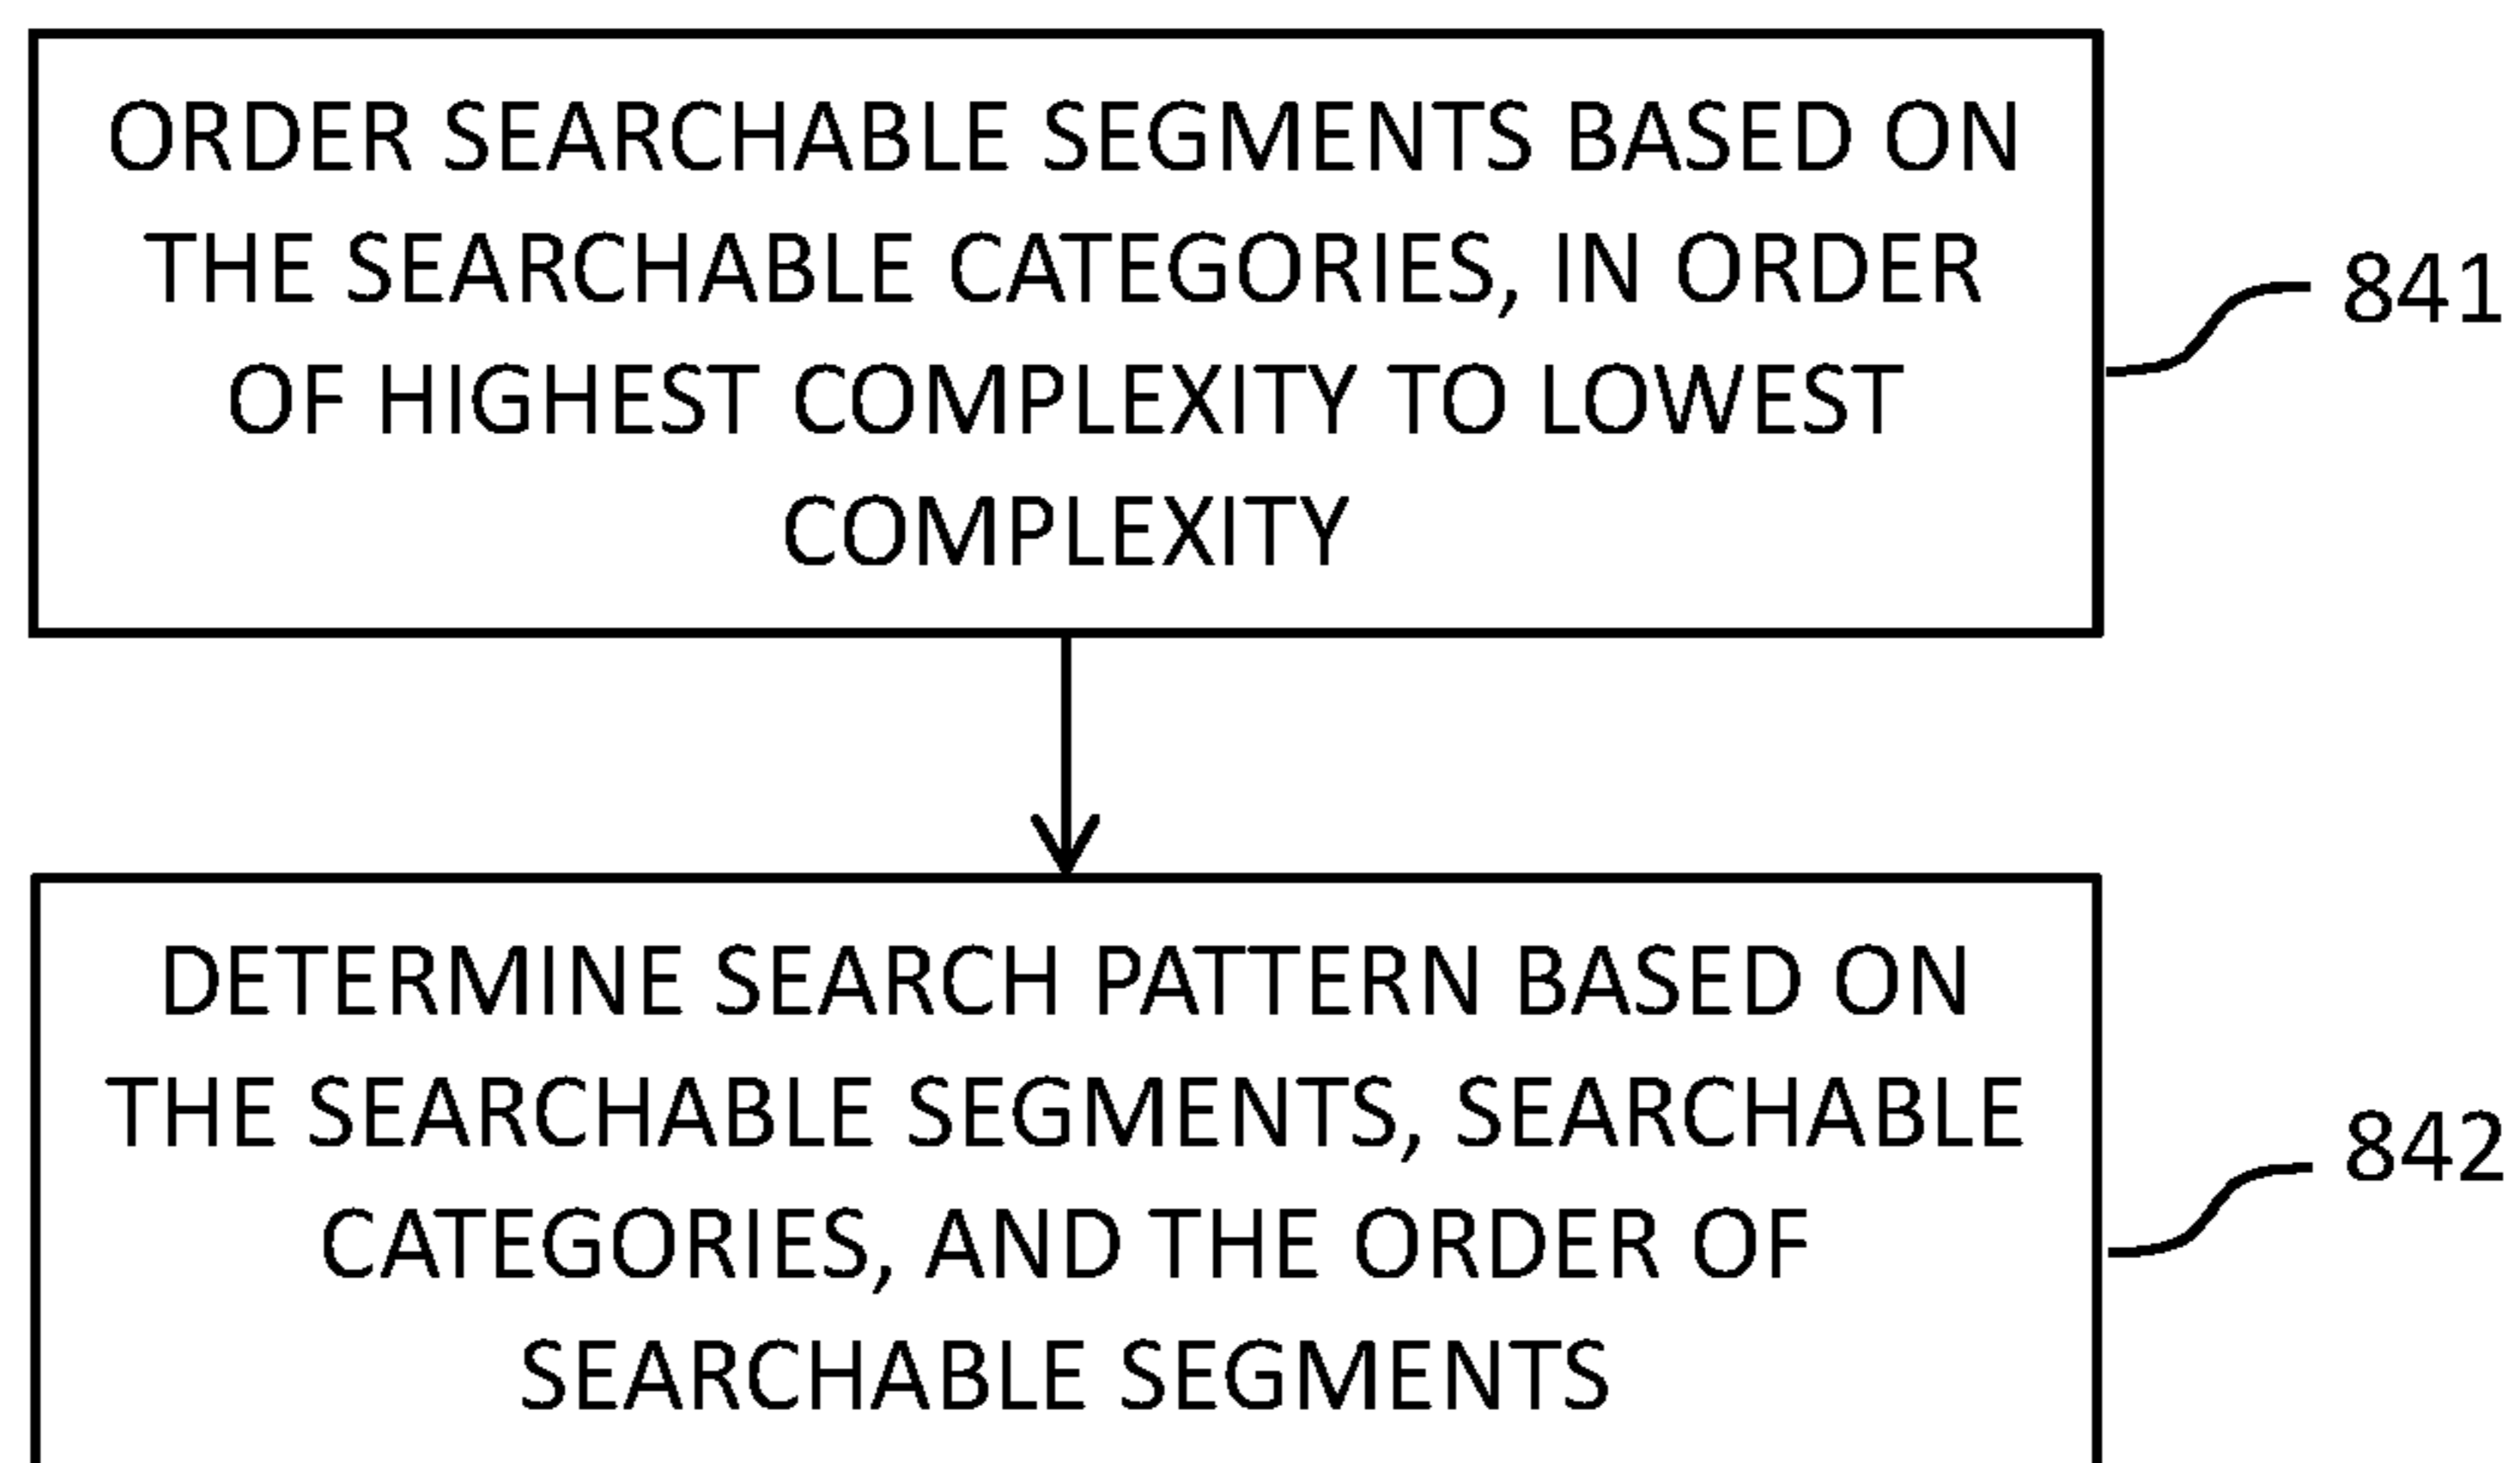 ORDER SEARCHABLE SEGMENTS BASED ON
THE SEARCHABLE CATEGORIES, IN ORDER
OF HIGHEST COMPLEXITY TO LOWEST
COMPLEXITY
841
DETERMINE SEARCH PATTERN BASED ON
THE SEARCHABLE SEGMENTS, SEARCHABLE
CATEGORIES, AND THE ORDER OF
SEARCHABLE SEGMENTS
842